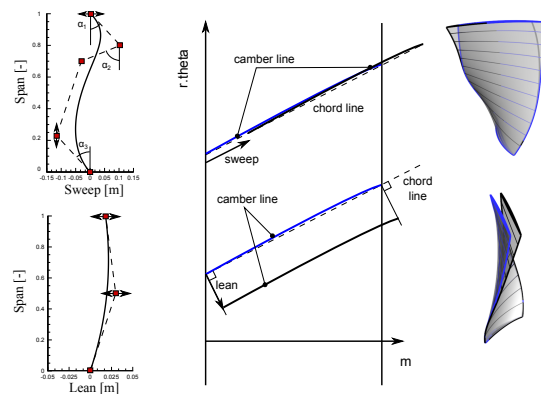 1
0.8
0.6
0.4
0.2
0
Span [-]
α1
α2
α3
-0.15 -0.1 -0.05 0 0.05 0.1 0.15
Sweep [m]
1
0.8
0.6
0.4
0.2
0
Span [-]
-0.05 -0.025 0 0.025 0.05
Lean [m]
r.theta
camber line
chord line
sweep
camber line
chord
line
lean
m